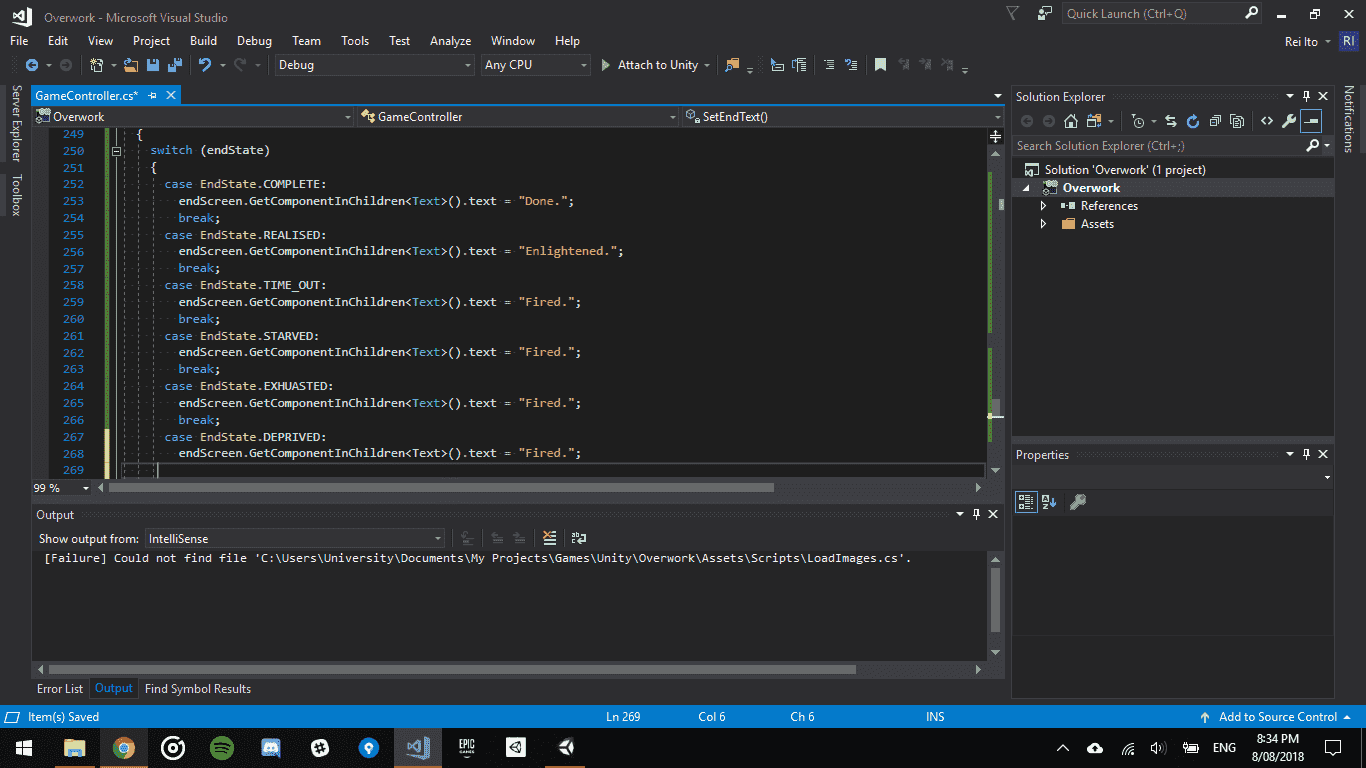 Overwork - Microsoft Visual Studio
Quick Launch (Ctrl+Q)
File Edit View Project Build Debug Team Tools Test Analyze Window Help
Rei Ito RI
Debug Any CPU Attach to Unity
Server Explorer
Toolbox
GameController.cs*
Overwork GameController SetEndText()
249 {
250 switch (endState)
251 {
252 case EndState.COMPLETE:
253 endScreen.GetComponentInChildren<Text>().text = "Done.";
254 break;
255 case EndState.REALISED:
256 endScreen.GetComponentInChildren<Text>().text = "Enlightened.";
257 break;
258 case EndState.TIME_OUT:
259 endScreen.GetComponentInChildren<Text>().text = "Fired.";
260 break;
261 case EndState.STARVED:
262 endScreen.GetComponentInChildren<Text>().text = "Fired.";
263 break;
264 case EndState.EXHUASTED:
265 endScreen.GetComponentInChildren<Text>().text = "Fired.";
266 break;
267 case EndState.DEPRIVED:
268 endScreen.GetComponentInChildren<Text>().text = "Fired.";
269
99 %
Output
Show output from: IntelliSense
[Failure] Could not find file 'C:\Users\University\Documents\My Projects\Games\Unity\Overwork\Assets\Scripts\LoadImages.cs'.
Error List Output Find Symbol Results
Solution Explorer
Search Solution Explorer (Ctrl+;)
Solution 'Overwork' (1 project)
Overwork
References
Assets
Properties
Notifications
Item(s) Saved Ln 269 Col 6 Ch 6 INS Add to Source Control
EPIC GAMES
ENG
8:34 PM
8/08/2018